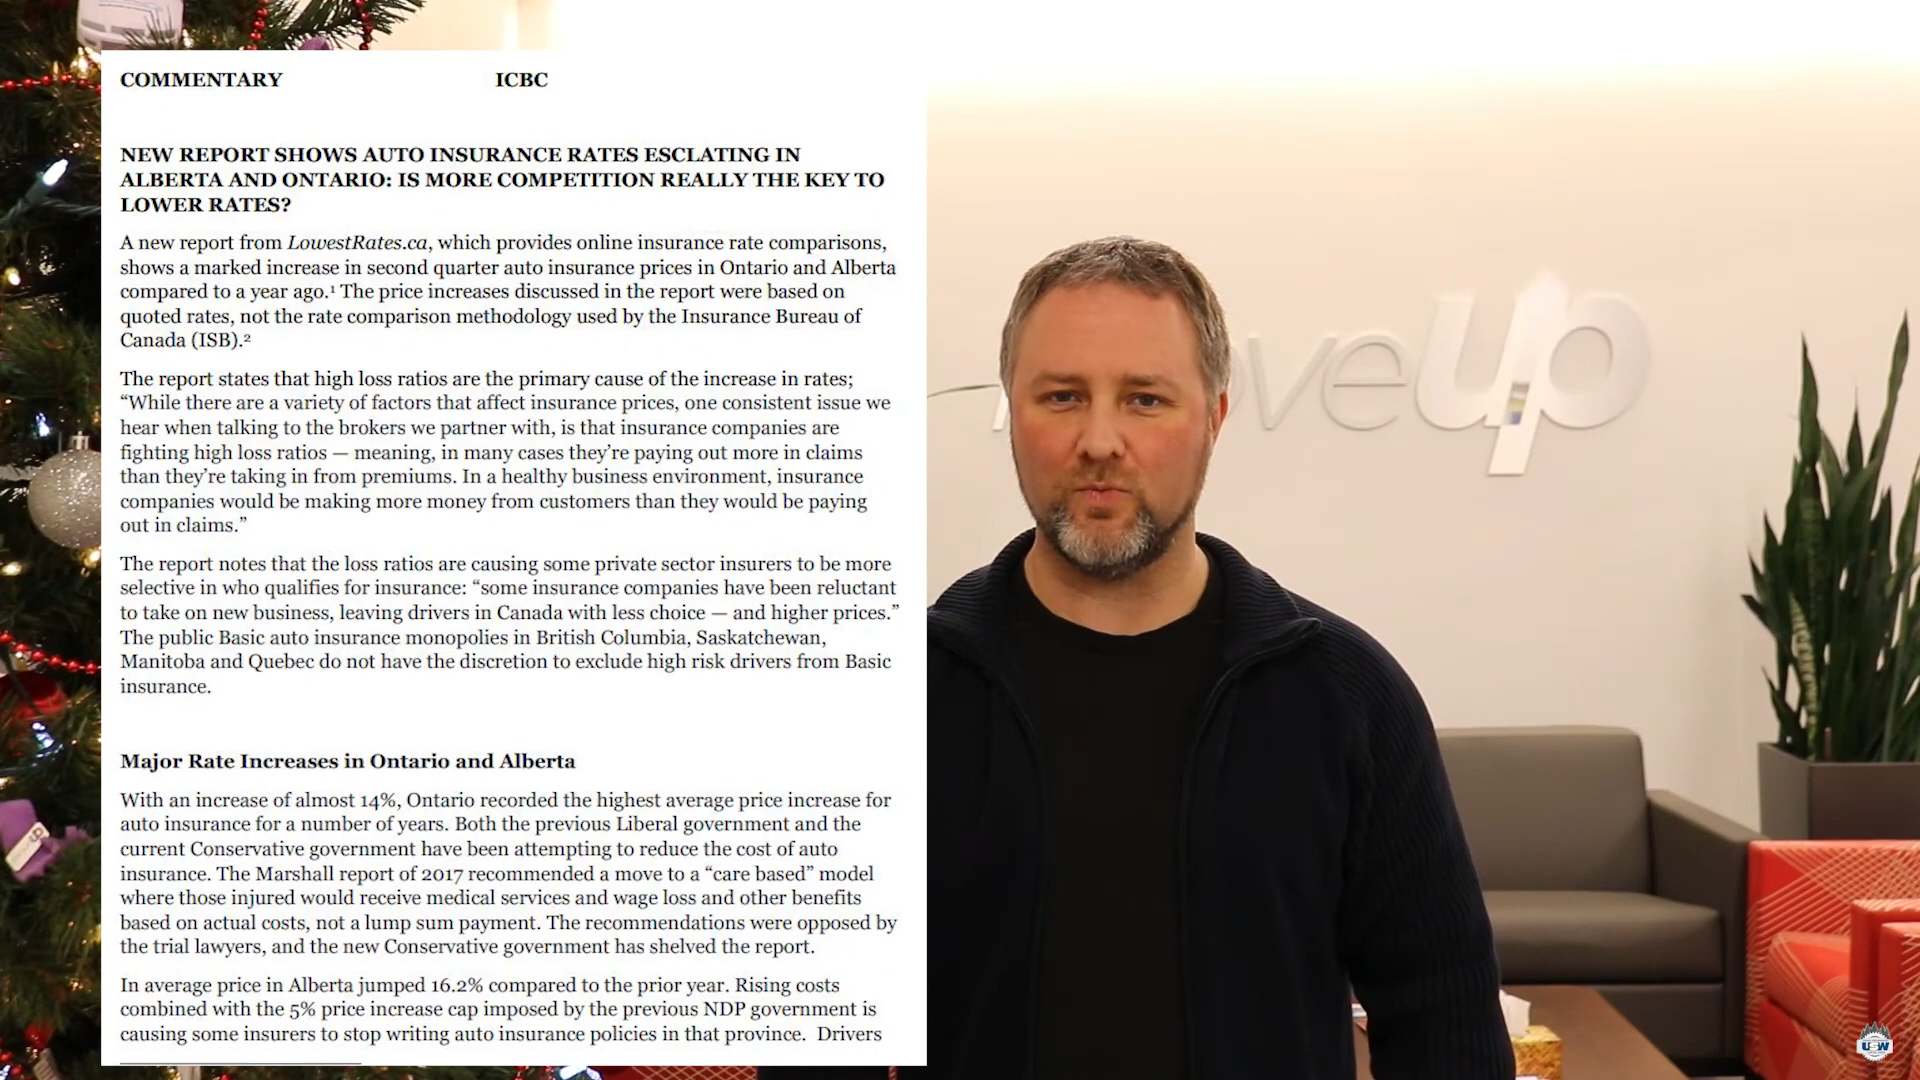 COMMENTARY ICBC
NEW REPORT SHOWS AUTO INSURANCE RATES ESCLATING IN
ALBERTA AND ONTARIO: IS MORE COMPETITION REALLY THE KEY TO
LOWER RATES?
A new report from LowestRates.ca, which provides online insurance rate comparisons,
shows a marked increase in second quarter auto insurance prices in Ontario and Alberta
compared to a year ago.¹ The price increases discussed in the report were based on
quoted rates, not the rate comparison methodology used by the Insurance Bureau of
Canada (ISB).²
The report states that high loss ratios are the primary cause of the increase in rates;
“While there are a variety of factors that affect insurance prices, one consistent issue we
hear when talking to the brokers we partner with, is that insurance companies are
fighting high loss ratios — meaning, in many cases they’re paying out more in claims
than they’re taking in from premiums. In a healthy business environment, insurance
companies would be making more money from customers than they would be paying
out in claims.”
The report notes that the loss ratios are causing some private sector insurers to be more
selective in who qualifies for insurance: “some insurance companies have been reluctant
to take on new business, leaving drivers in Canada with less choice — and higher prices.”
The public Basic auto insurance monopolies in British Columbia, Saskatchewan,
Manitoba and Quebec do not have the discretion to exclude high risk drivers from Basic
insurance.
Major Rate Increases in Ontario and Alberta
With an increase of almost 14%, Ontario recorded the highest average price increase for
auto insurance for a number of years. Both the previous Liberal government and the
current Conservative government have been attempting to reduce the cost of auto
insurance. The Marshall report of 2017 recommended a move to a “care based” model
where those injured would receive medical services and wage loss and other benefits
based on actual costs, not a lump sum payment. The recommendations were opposed by
the trial lawyers, and the new Conservative government has shelved the report.
In average price in Alberta jumped 16.2% compared to the prior year. Rising costs
combined with the 5% price increase cap imposed by the previous NDP government is
causing some insurers to stop writing auto insurance policies in that province. Drivers
ove up
USW